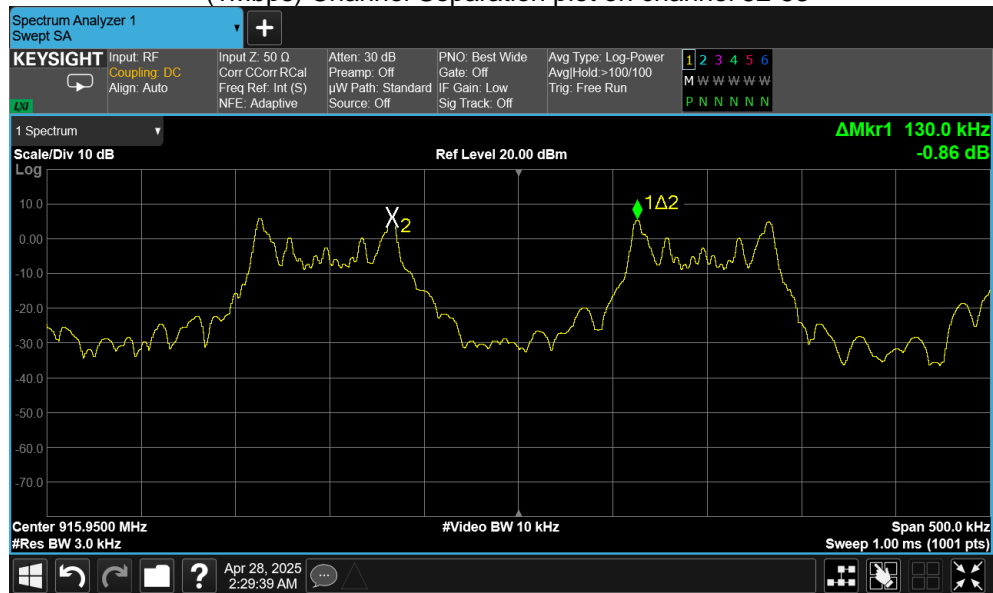 Spectrum Analyzer 1
Swept SA
KEYSIGHT
LXI
Input: RF
Coupling: DC
Align: Auto
Input Z: 50 Ω
Corr CCorr RCal
Freq Ref: Int (S)
NFE: Adaptive
Atten: 30 dB
Preamp: Off
µW Path: Standard
Source: Off
PNO: Best Wide
Gate: Off
IF Gain: Low
Sig Track: Off
Avg Type: Log-Power
Avg|Hold:>100/100
Trig: Free Run
1 2 3 4 5 6
M W W W W W
P N N N N N
1 Spectrum
ΔMkr1 130.0 kHz
-0.86 dB
Scale/Div 10 dB
Ref Level 20.00 dBm
Log
10.0
0.00
-10.0
-20.0
-30.0
-40.0
-50.0
-60.0
-70.0
X2
1Δ2
Center 915.9500 MHz
#Video BW 10 kHz
Span 500.0 kHz
#Res BW 3.0 kHz
Sweep 1.00 ms (1001 pts)
Apr 28, 2025
2:29:39 AM